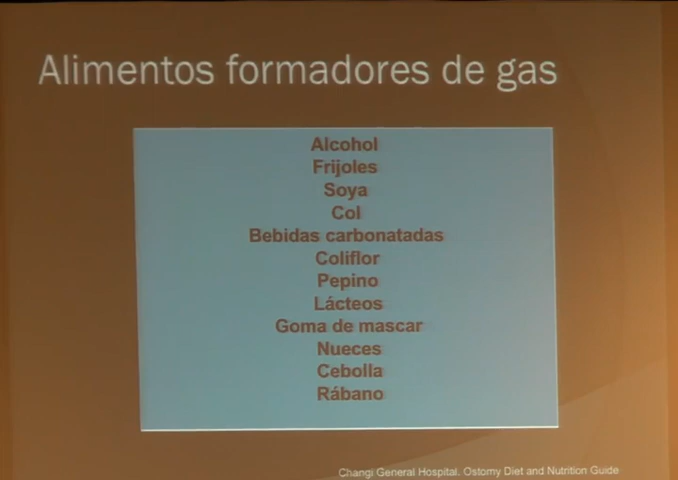 Alimentos formadores de gas
Alcohol
Frijoles
Soya
Col
Bebidas carbonatadas
Coliflor
Pepino
Lácteos
Goma de mascar
Nueces
Cebolla
Rábano
Changi General Hospital. Ostomy Diet and Nutrition Guide